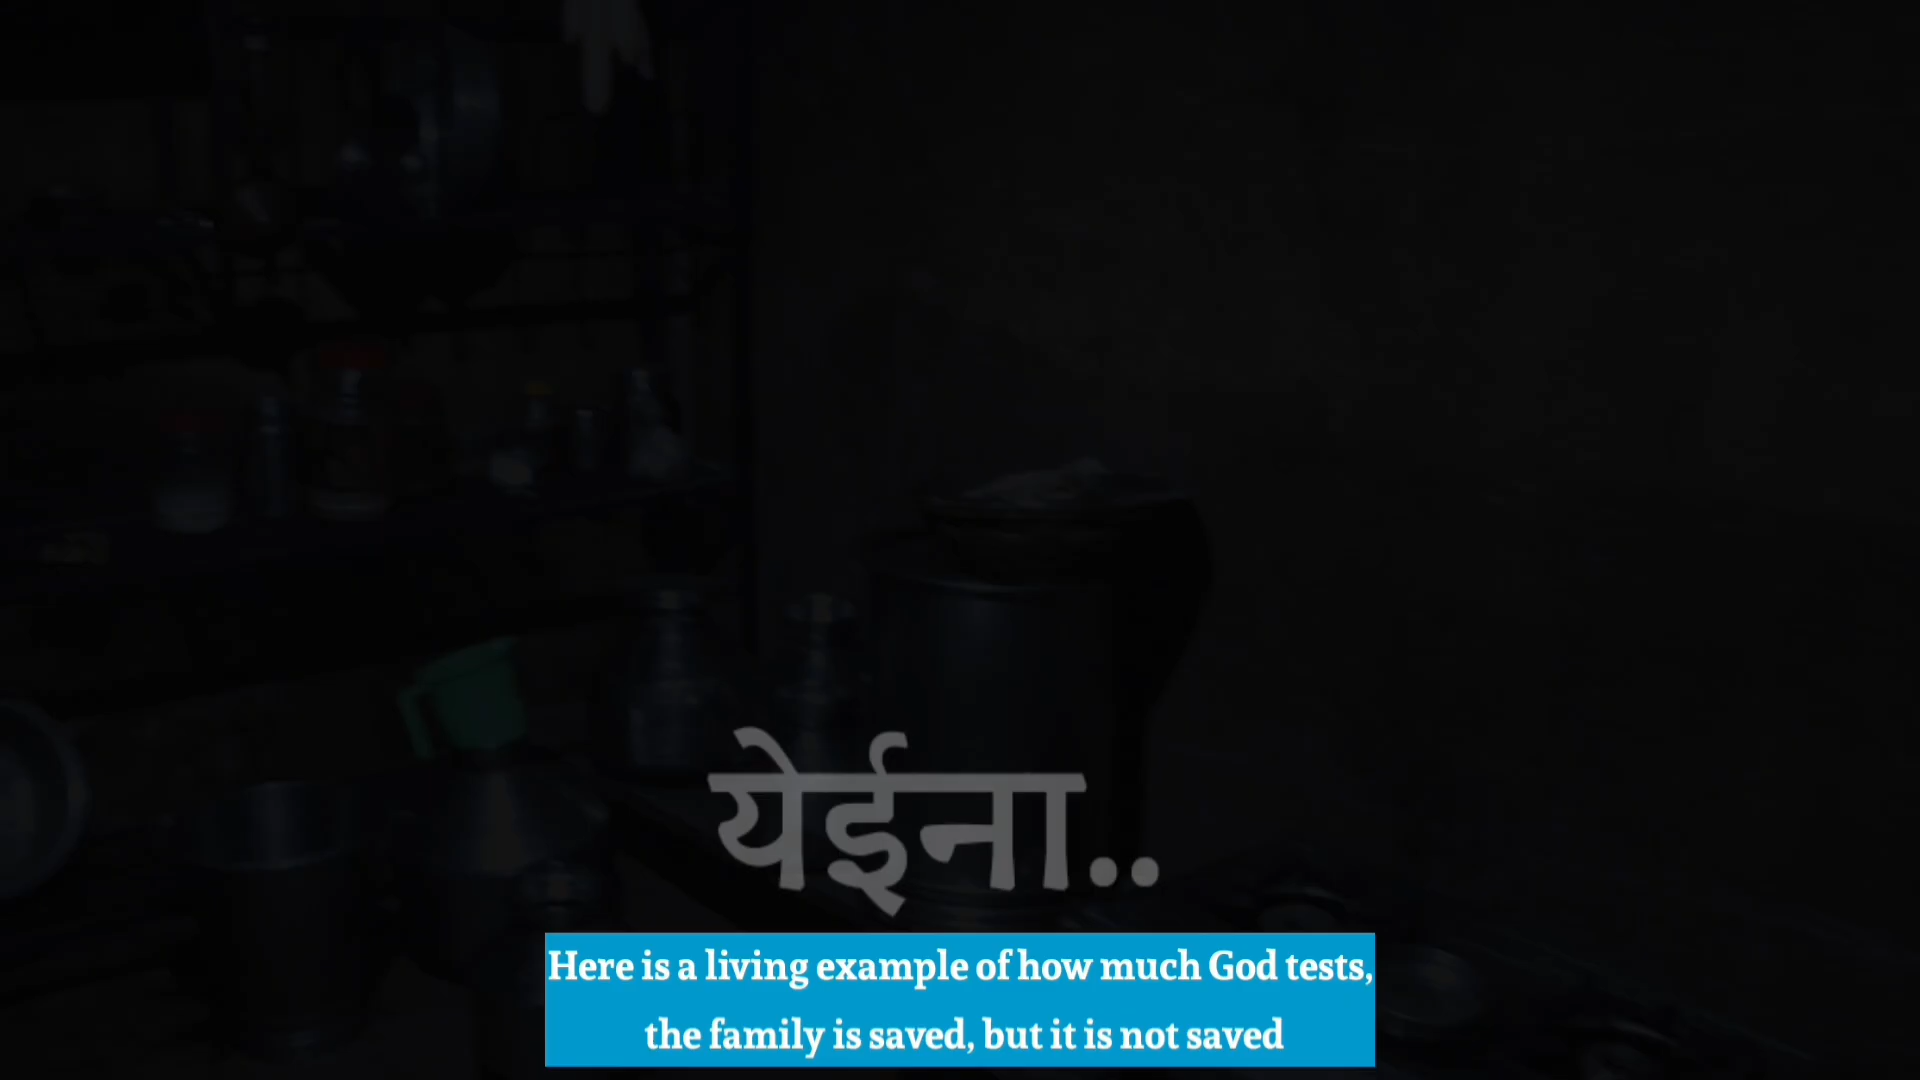 येईना..
Here is a living example of how much God tests,
the family is saved, but it is not saved